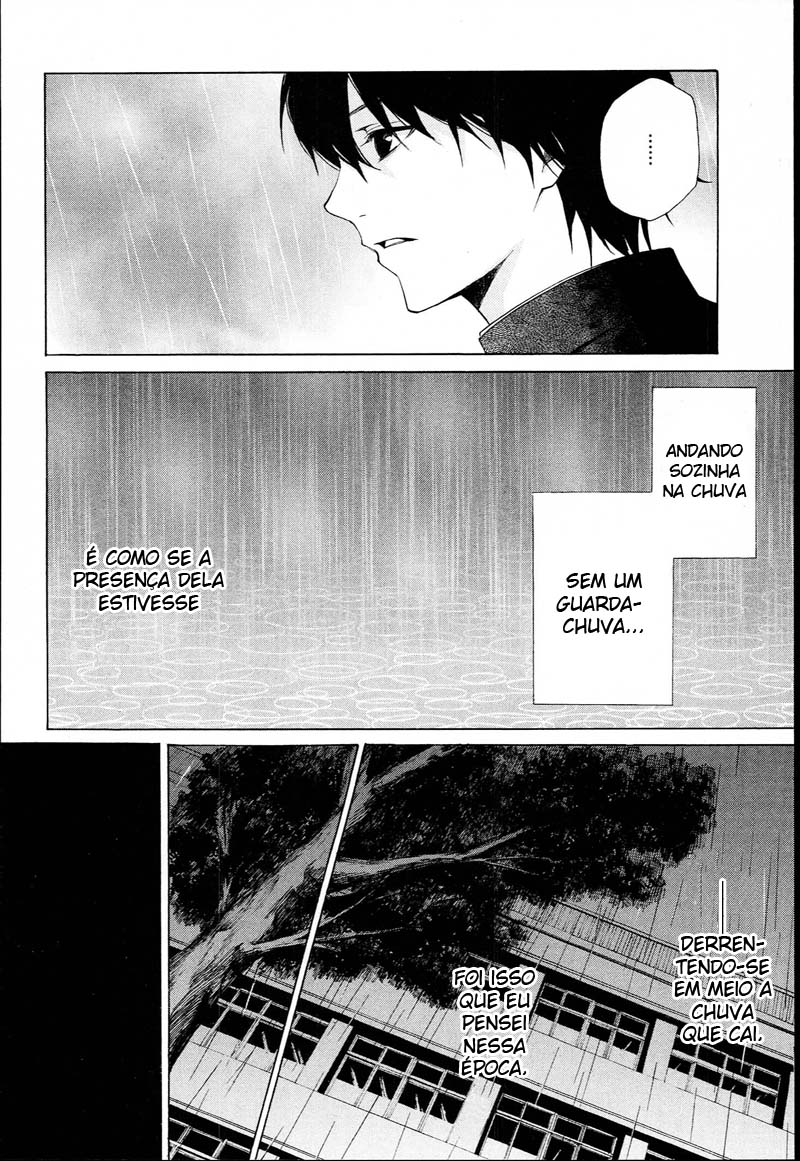 ......
ANDANDO
SOZINHA
NA CHUVA
SEM UM
GUARDA-
CHUVA...
É COMO SE A
PRESENÇA DELA
ESTIVESSE
DERREN-
TENDO-SE
EM MEIO A
CHUVA
QUE CAI.
FOI ISSO
QUE EU
PENSEI
NESSA
ÉPOCA.